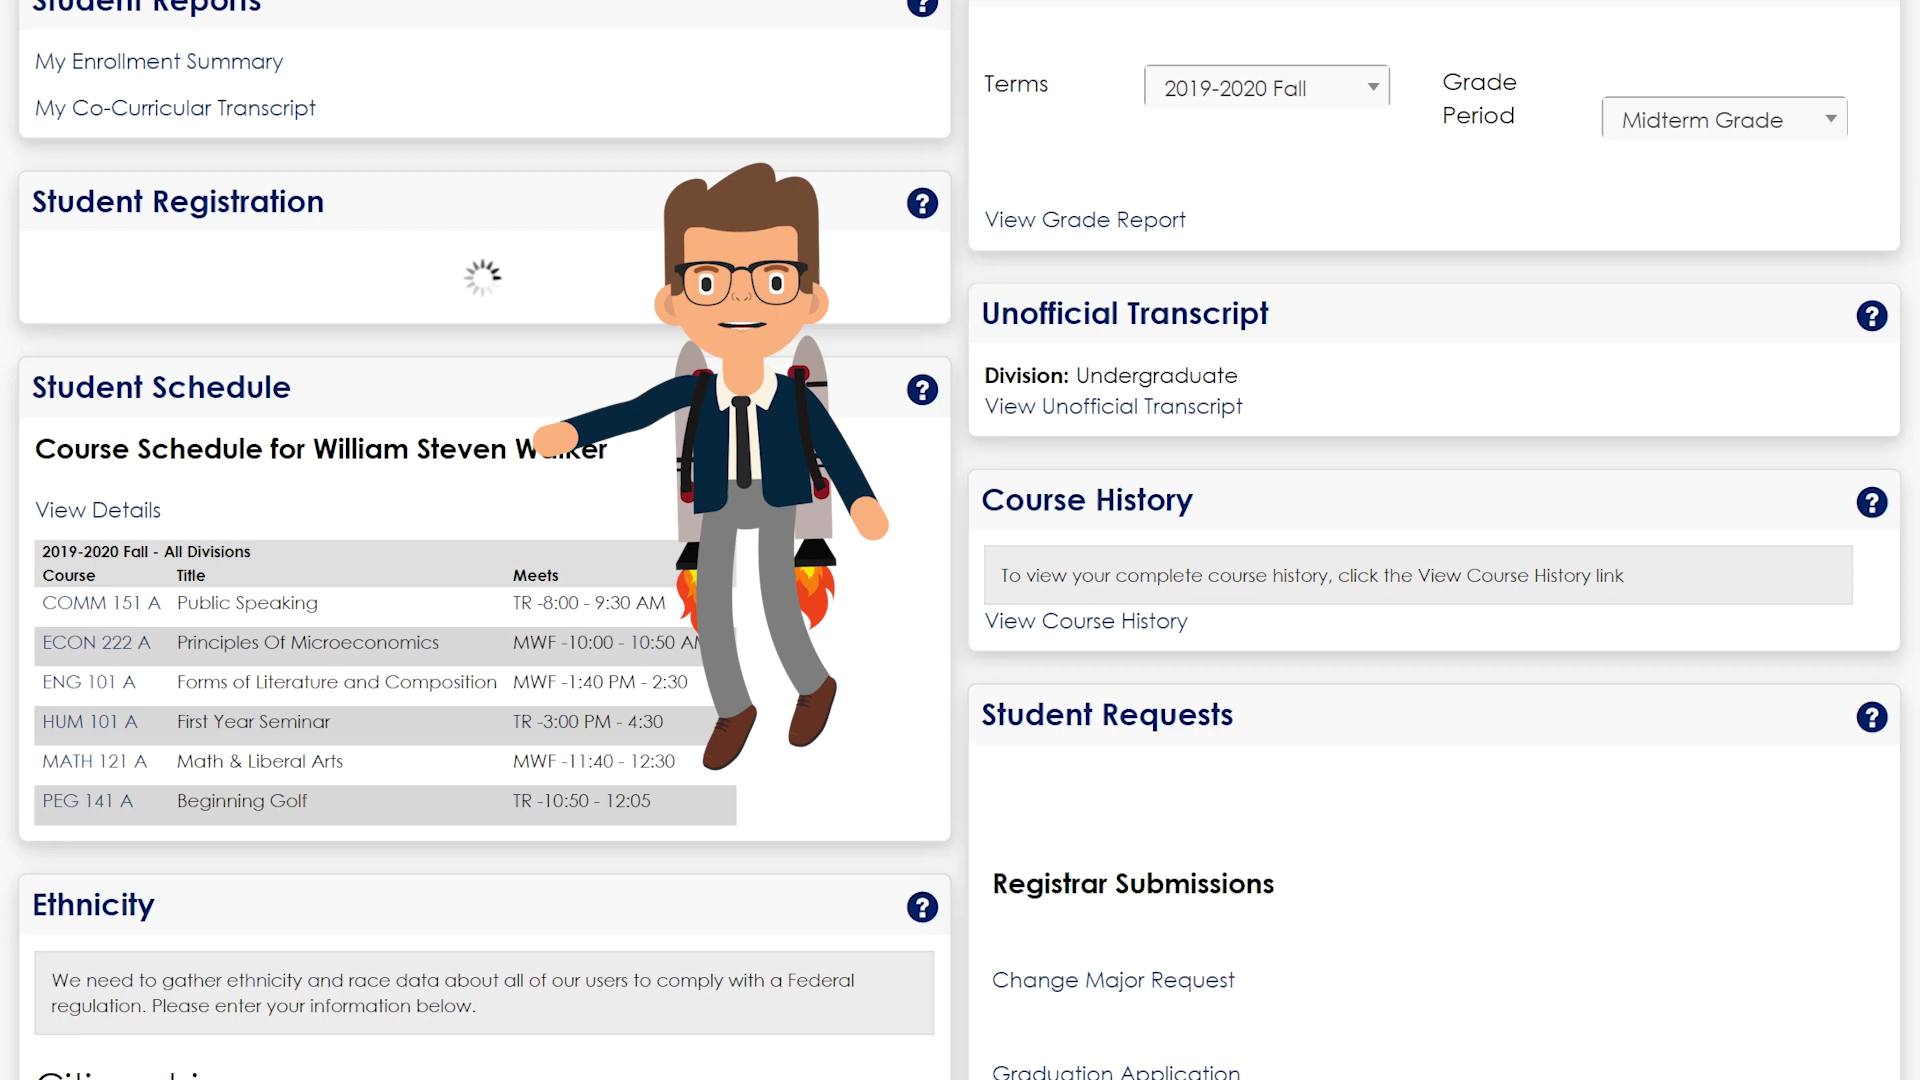 Student Reports
My Enrollment Summary
My Co-Curricular Transcript
Student Registration
Student Schedule
Course Schedule for William Steven
View Details
2019-2020 Fall - All Divisions
Course Title Meets
COMM 151 A Public Speaking TR -8:00 - 9:30 AM
ECON 222 A Principles Of Microeconomics MWF -10:00 - 10:50
ENG 101 A Forms of Literature and Composition MWF -1:40 PM - 2:30
HUM 101 A First Year Seminar TR -3:00 PM - 4:30
MATH 121 A Math & Liberal Arts MWF -11:40 - 12:30
PEG 141 A Beginning Golf TR -10:50 - 12:05
Ethnicity
We need to gather ethnicity and race data about all of our users to comply with a Federal
regulation. Please enter your information below.
Terms 2019-2020 Fall
Grade
Period
Midterm Grade
View Grade Report
Unofficial Transcript
Division: Undergraduate
View Unofficial Transcript
Course History
To view your complete course history, click the View Course History link
View Course History
Student Requests
Registrar Submissions
Change Major Request
Graduation Application